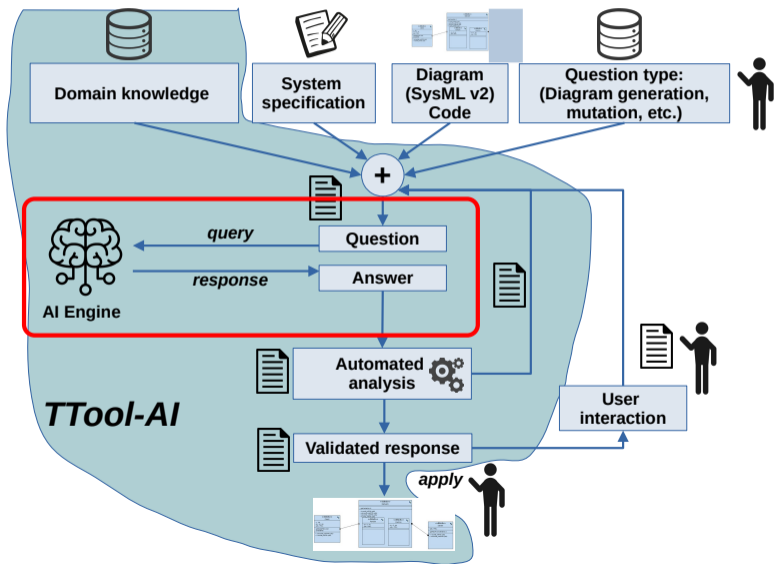 Domain knowledge
System
specification
Diagram
(SysML v2)
Code
Question type:
(Diagram generation,
mutation, etc.)
+
query
Question
response
Answer
AI Engine
Automated
analysis
TTool-AI
User
interaction
Validated response
apply